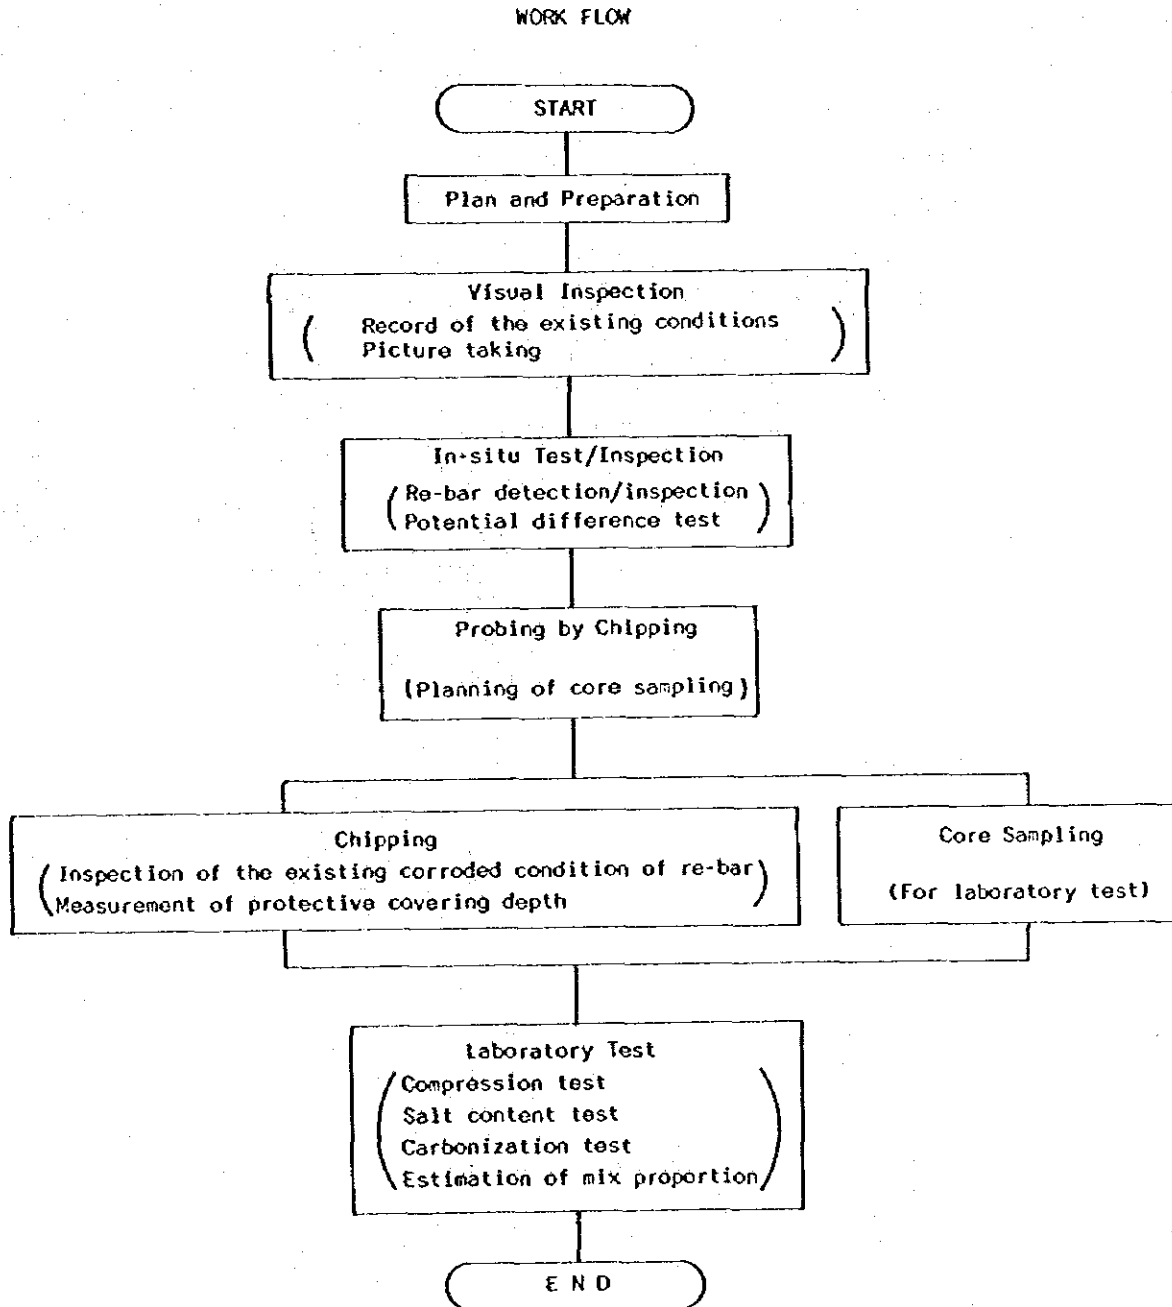 WORK FLOW
START
Plan and Preparation
Visual Inspection
( Record of the existing conditions )
Picture taking
In-situ Test/Inspection
(Re-bar detection/inspection)
Potential difference test
Probing by Chipping
(Planning of core sampling)
Chipping
(Inspection of the existing corroded condition of re-bar)
Measurement of protective covering depth
Core Sampling
(For laboratory test)
Laboratory Test
(Compression test
Salt content test
Carbonization test
Estimation of mix proportion)
E N D